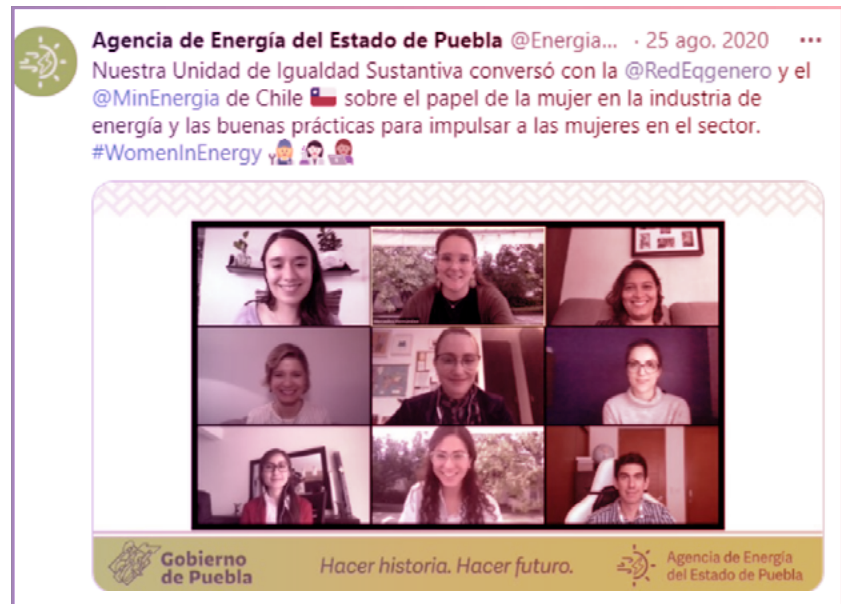 Agencia de Energía del Estado de Puebla @Energia... · 25 ago. 2020 ···
Nuestra Unidad de Igualdad Sustantiva conversó con la @RedEqgenero y el
@MinEnergia de Chile 🇨🇱 sobre el papel de la mujer en la industria de
energía y las buenas prácticas para impulsar a las mujeres en el sector.
#WomenInEnergy
Gobierno
de Puebla
Hacer historia. Hacer futuro.
Agencia de Energía
del Estado de Puebla